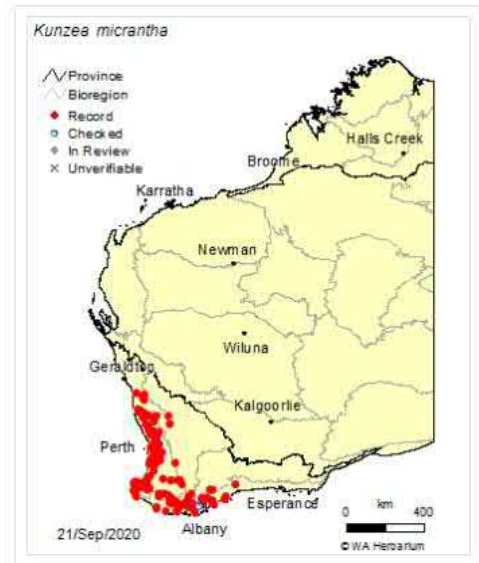 Kunzea micrantha
Province
Bioregion
Record
Checked
In Review
Unverifiable
Halls Creek
Broome
Karratha
Newman
Wiluna
Geraldton
Kalgoorlie
Perth
Esperance
Albany
km
0 400
21/Sep/2020
© WA Herbarium